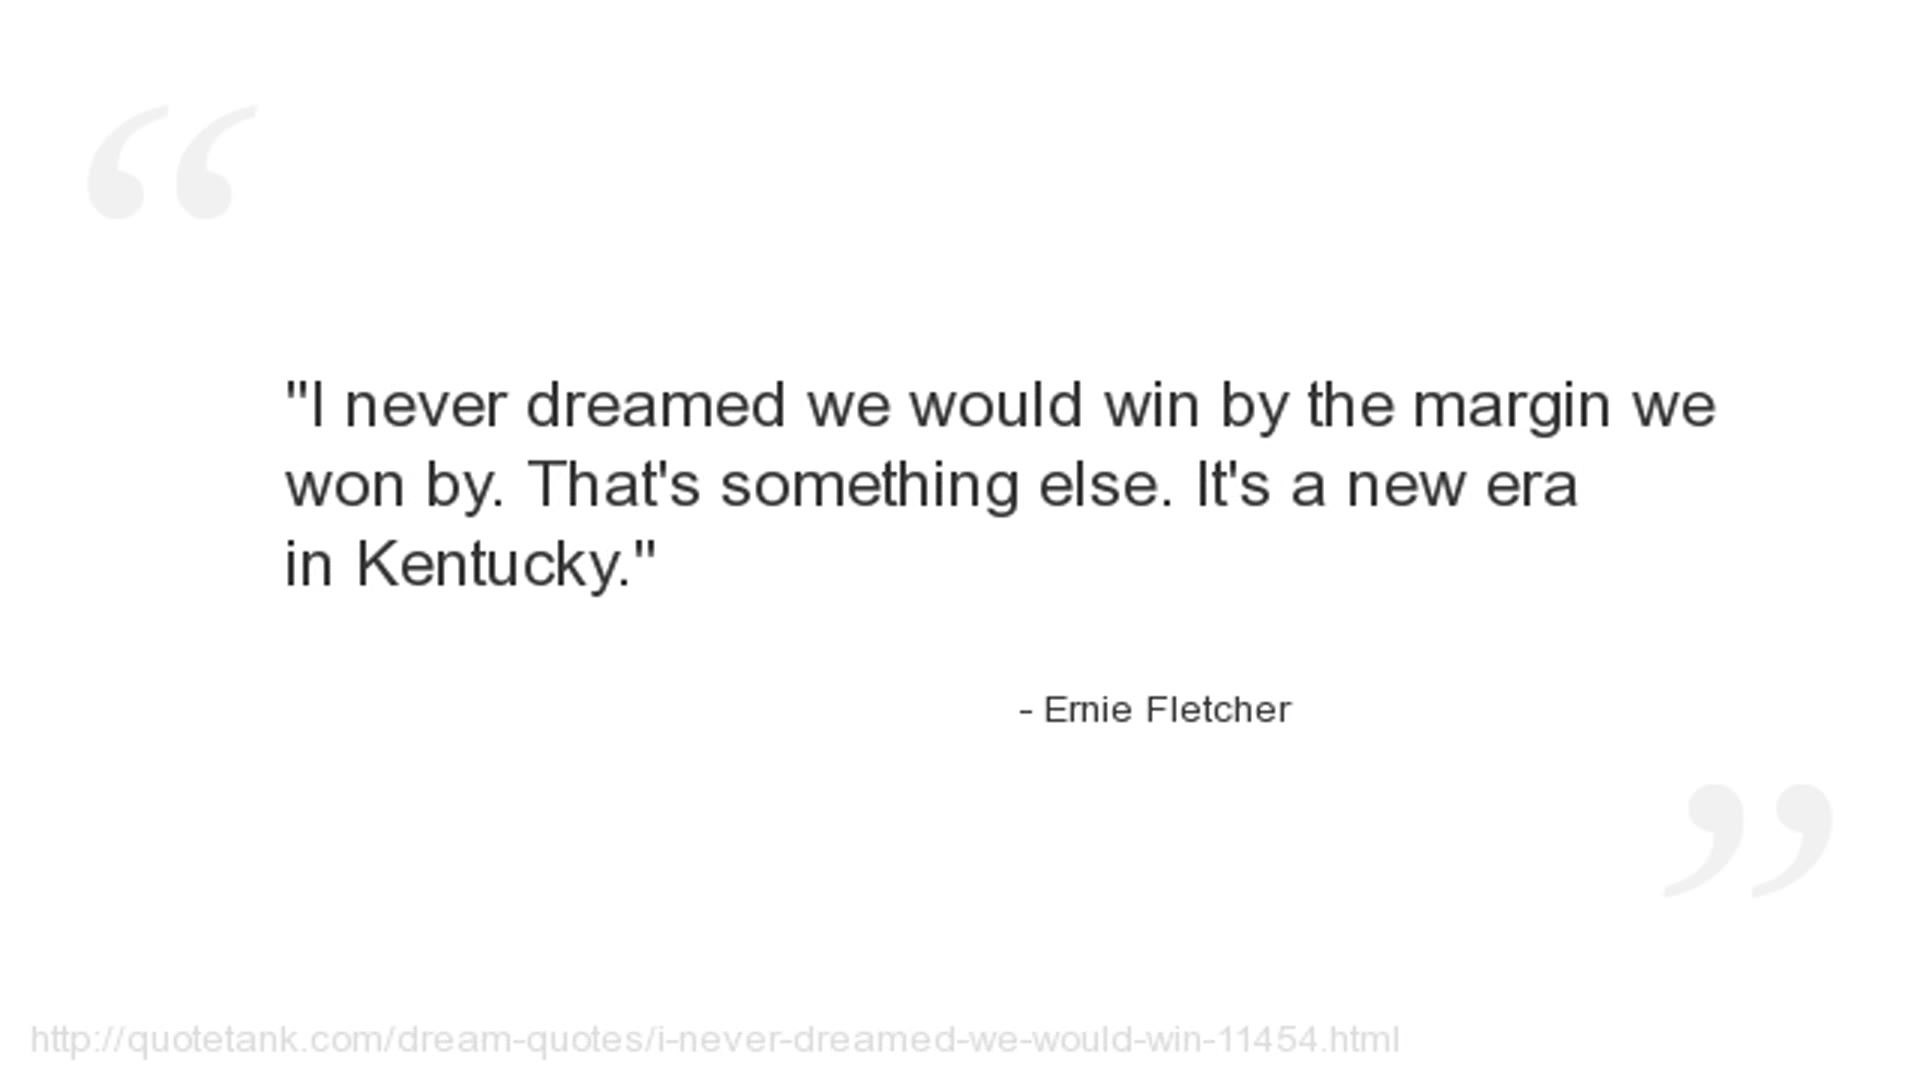 "I never dreamed we would win by the margin we
won by. That's something else. It's a new era
in Kentucky."
- Ernie Fletcher
http://quotetank.com/dream-quotes/i-never-dreamed-we-would-win-11454.html